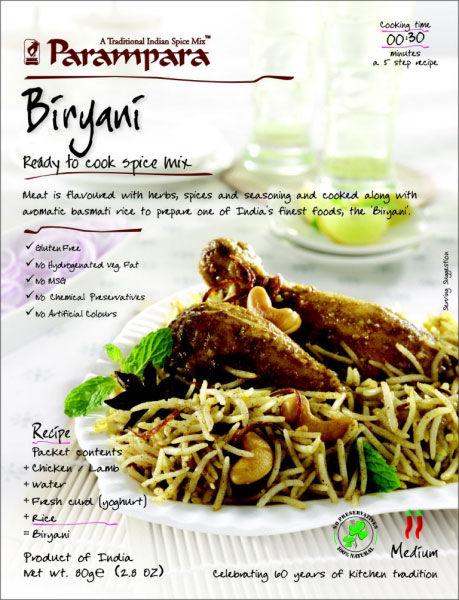 A Traditional Indian Spice Mix™
Parampara
Cooking time
00:30
minutes
a 5 step recipe
Biryani
Ready to cook spice mix
Meat is flavoured with herbs, spices and seasoning and cooked along with
aromatic basmati rice to prepare one of India's finest foods, the 'Biryani'.
✓ Gluten Free
✓ No Hydrogenated Veg. Fat
✓ No MSG
✓ No Chemical Preservatives
✓ No Artificial Colours
Serving Suggestion
Recipe
Packet contents
+ Chicken / Lamb
+ Water
+ Fresh curd (yoghurt)
+ Rice
= Biryani
NO PRESERVATIVES
100% NATURAL
Medium
Product of India
Net wt. 80g e (2.8 OZ)
Celebrating 60 years of kitchen tradition